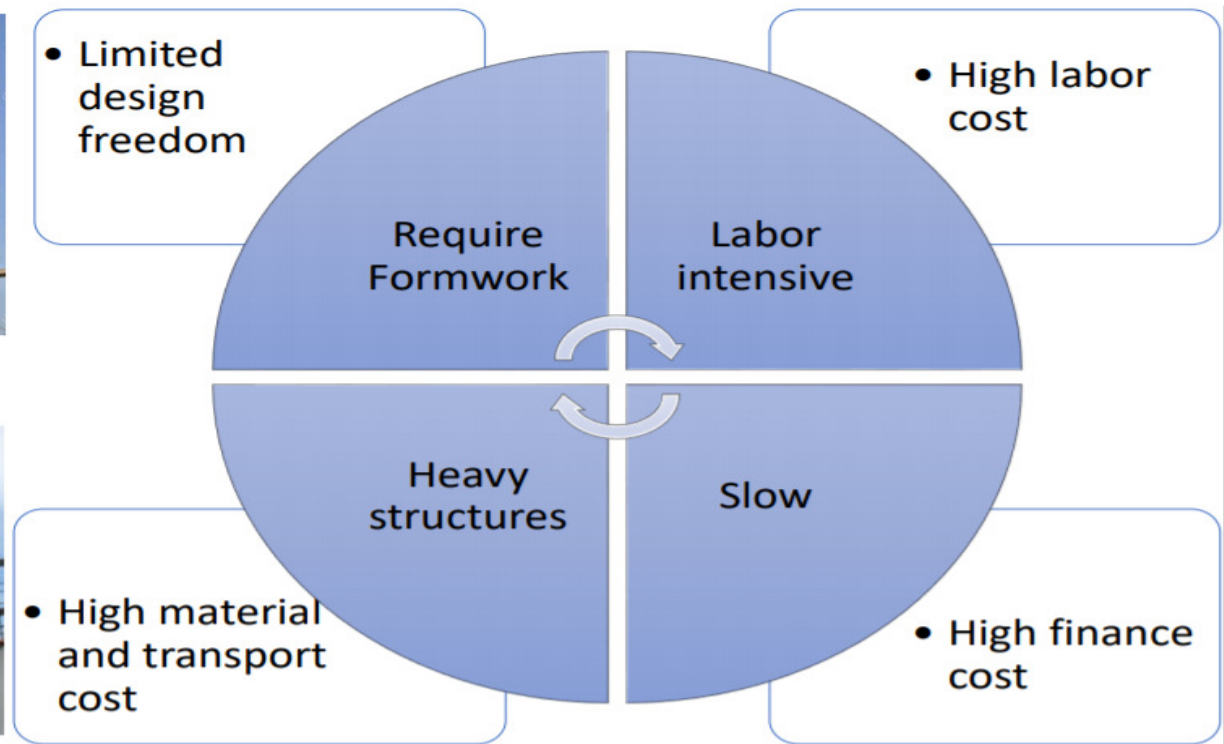 • Limited
design
freedom
• High labor
cost
Require
Formwork
Labor
intensive
Heavy
structures
Slow
• High material
and transport
cost
• High finance
cost